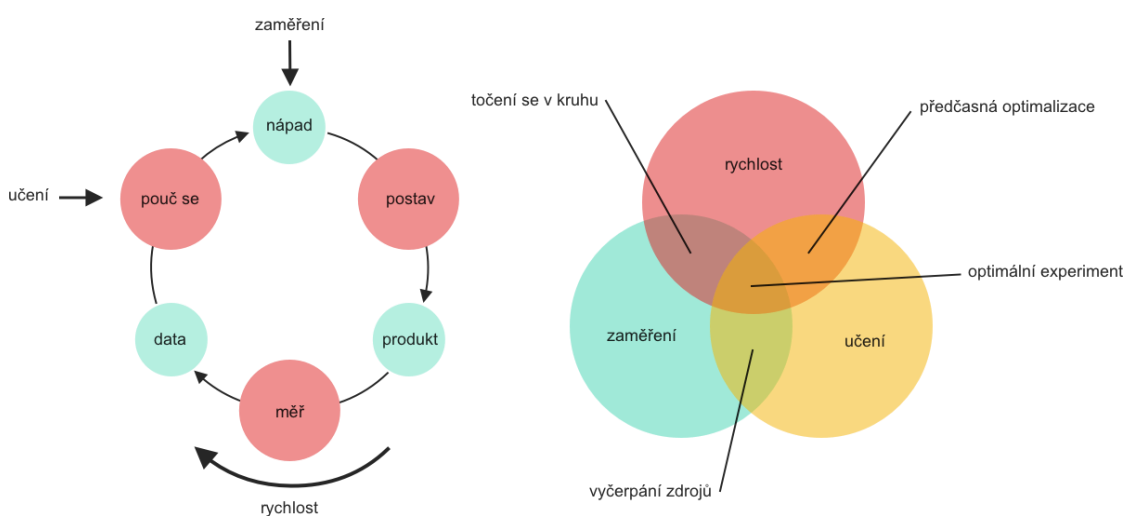 zaměření
nápad
učení
pouč se
postav
data
produkt
měř
rychlost
točení se v kruhu
předčasná optimalizace
rychlost
optimální experiment
zaměření
učení
vyčerpání zdrojů